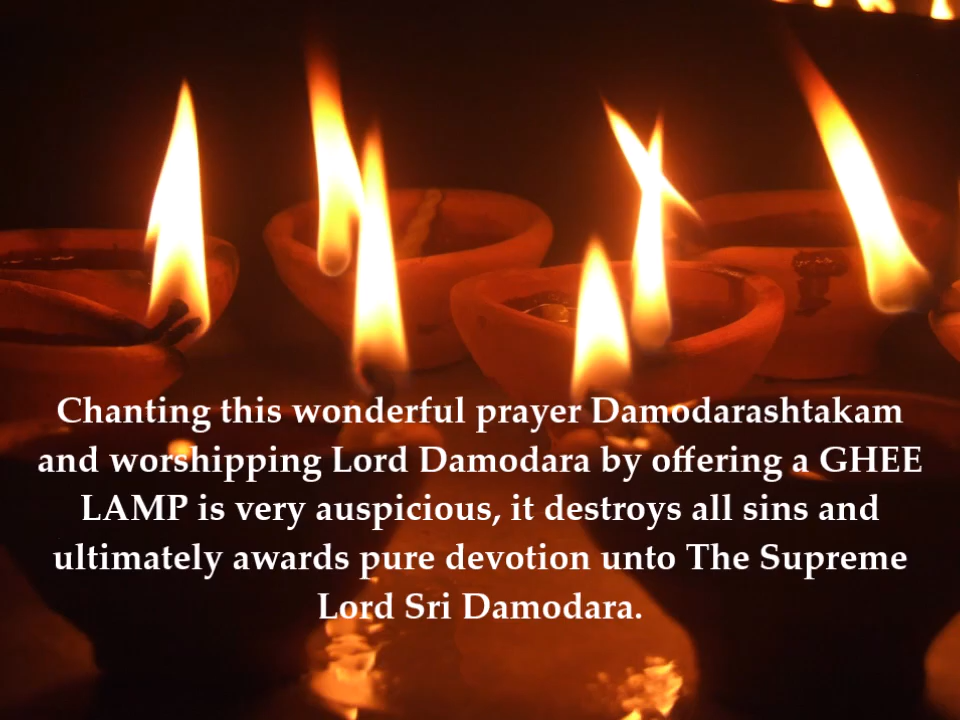 Chanting this wonderful prayer Damodarashtakam
and worshipping Lord Damodara by offering a GHEE
LAMP is very auspicious, it destroys all sins and
ultimately awards pure devotion unto The Supreme
Lord Sri Damodara.